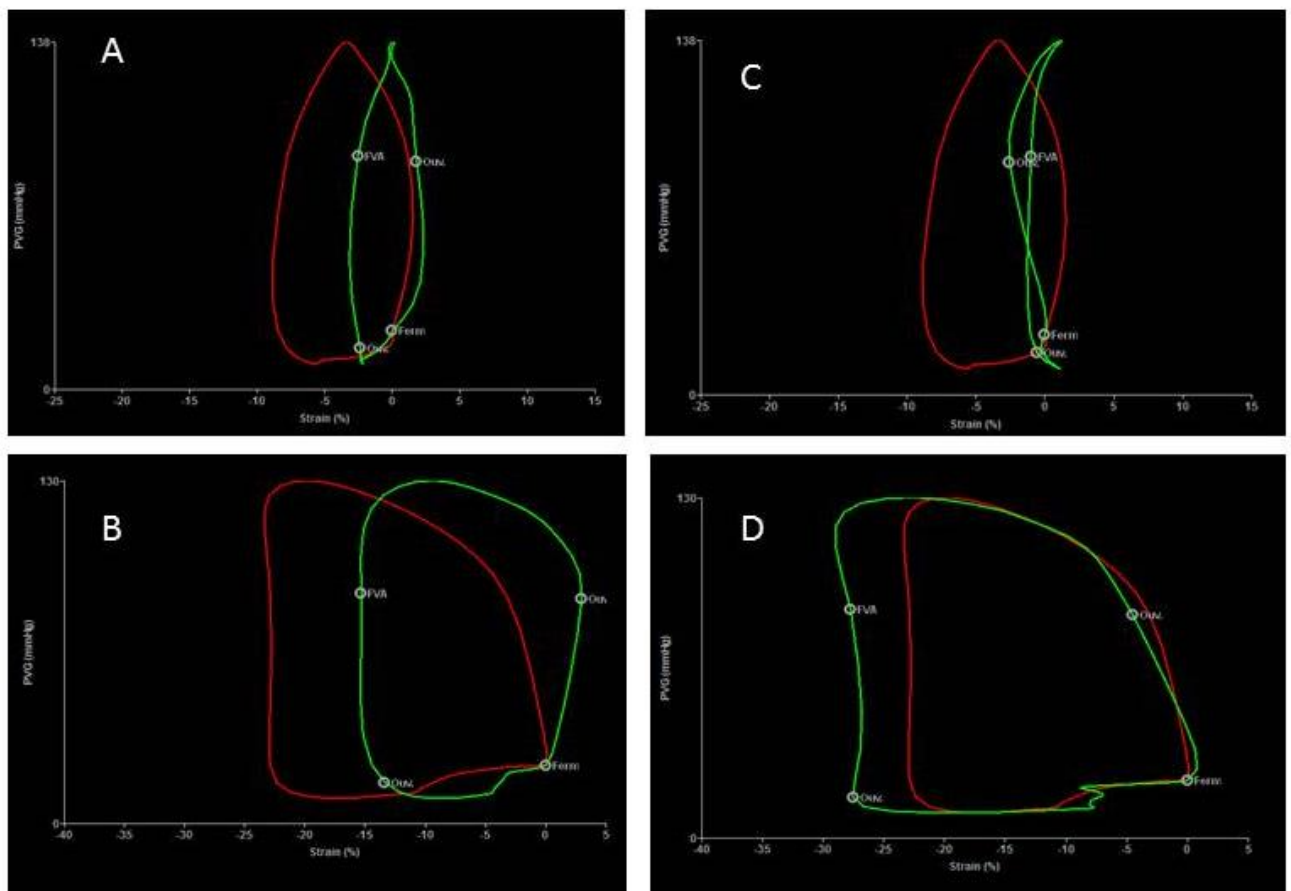 A
138
PVG (mmHg)
FVA
Ouv.
Ferm
Ouv.
0
-25 -20 -15 -10 -5 0 5 10 15
Strain (%)
C
138
PVG (mmHg)
FVA
Ouv.
Ferm
Ouv.
0
-25 -20 -15 -10 -5 0 5 10 15
Strain (%)
B
130
PVG (mmHg)
FVA
Ouv.
Ferm
Ouv.
0
-40 -35 -30 -25 -20 -15 -10 -5 0 5
Strain (%)
D
130
PVG (mmHg)
FVA
Ouv.
Ferm
Ouv.
0
-40 -35 -30 -25 -20 -15 -10 -5 0 5
Strain (%)